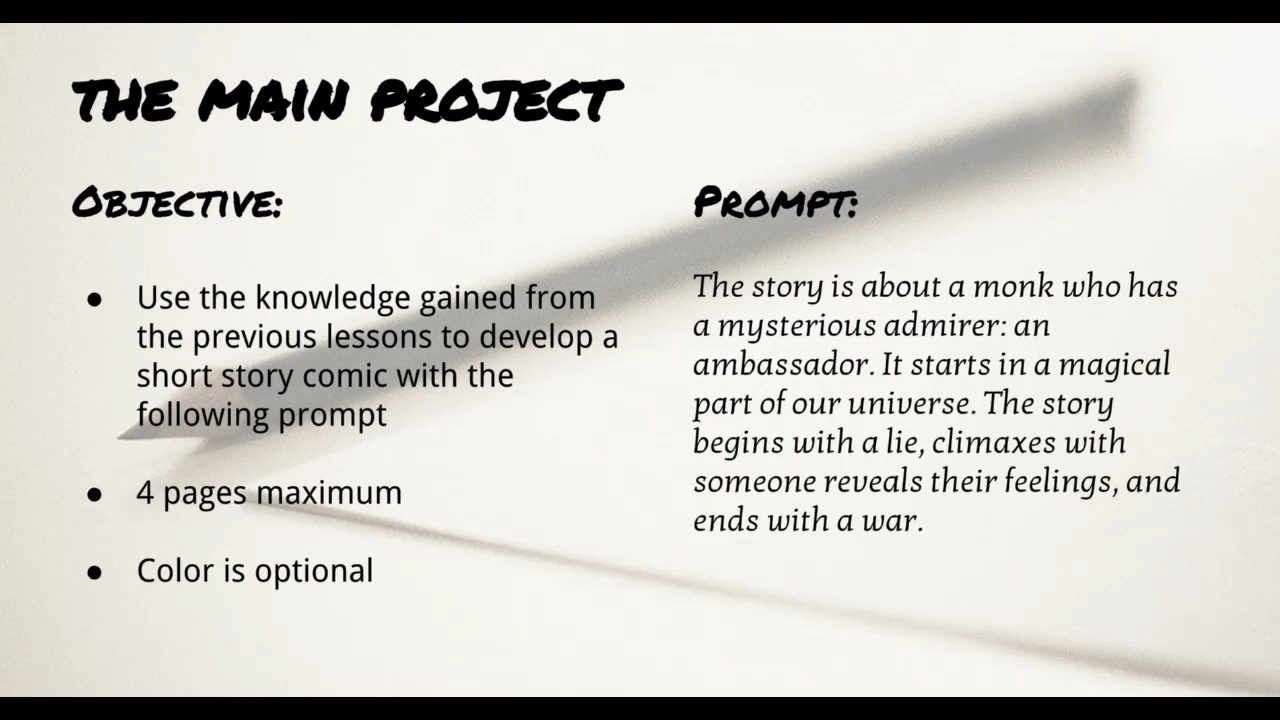 THE MAIN PROJECT
OBJECTIVE:
● Use the knowledge gained from
the previous lessons to develop a
short story comic with the
following prompt
● 4 pages maximum
● Color is optional
PROMPT:
The story is about a monk who has
a mysterious admirer: an
ambassador. It starts in a magical
part of our universe. The story
begins with a lie, climaxes with
someone reveals their feelings, and
ends with a war.